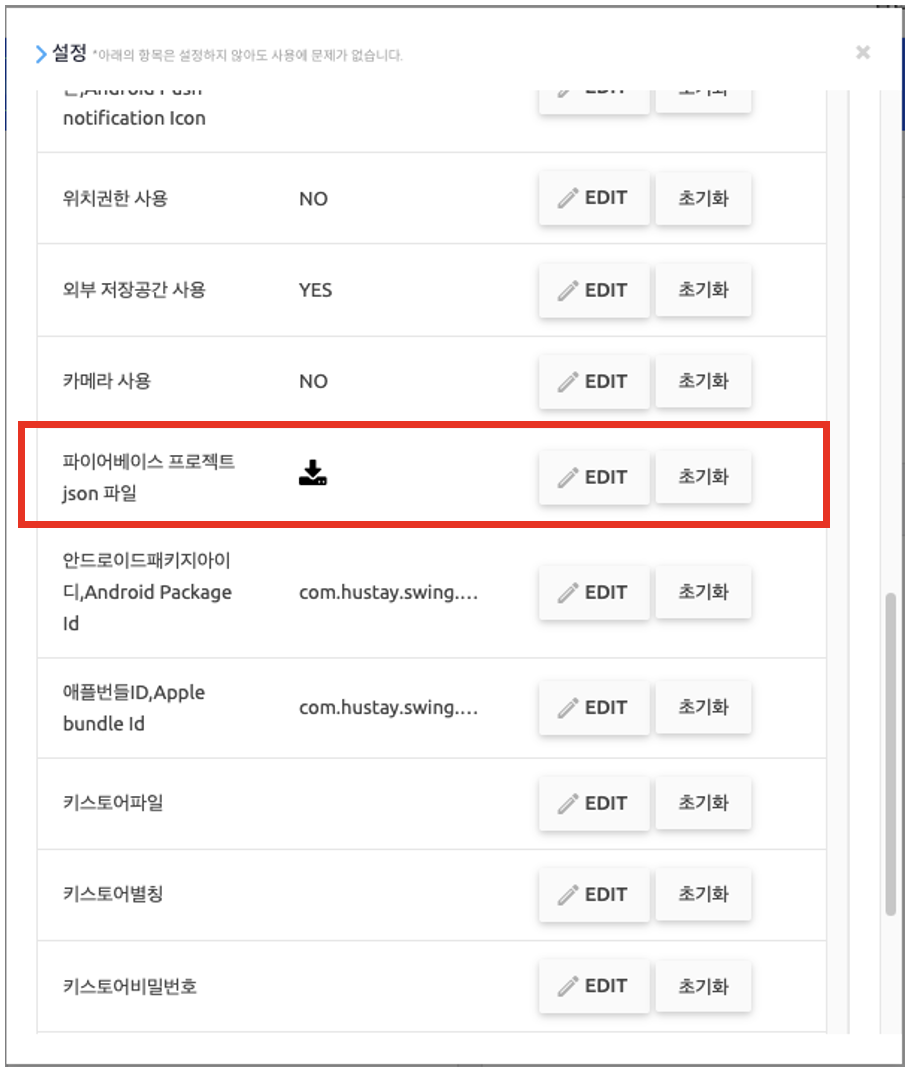 설정 *아래의 항목은 설정하지 않아도 사용에 문제가 없습니다.
notification Icon
위치권한 사용 NO EDIT 초기화
외부 저장공간 사용 YES EDIT 초기화
카메라 사용 NO EDIT 초기화
파이어베이스 프로젝트
json 파일 EDIT 초기화
안드로이드패키지아이
디,Android Package
Id com.hustay.swing.... EDIT 초기화
애플번들ID,Apple
bundle Id com.hustay.swing.... EDIT 초기화
키스토어파일 EDIT 초기화
키스토어별칭 EDIT 초기화
키스토어비밀번호 EDIT 초기화